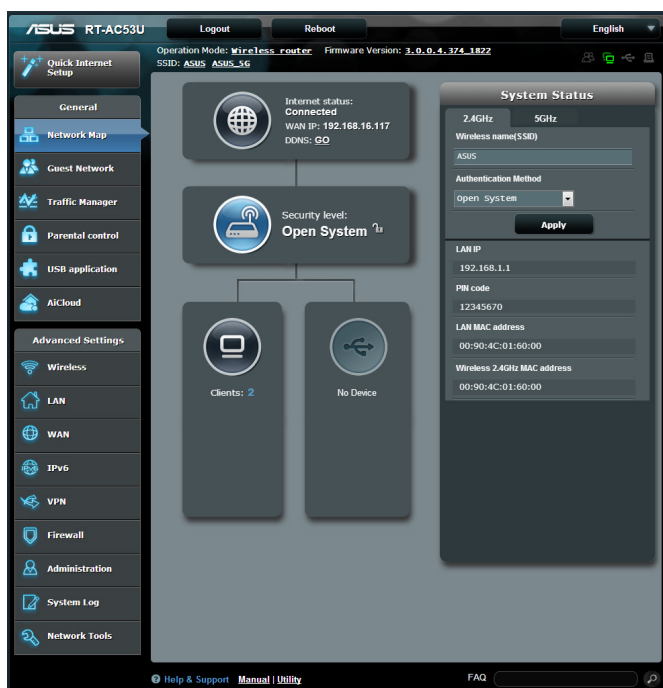 ASUS RT-AC53U
Logout
Reboot
English
Quick Internet
Setup
Operation Mode: Wireless router Firmware Version: 3.0.0.4.374_1822
SSID: ASUS ASUS_5G
General
Network Map
Guest Network
Traffic Manager
Parental control
USB application
AiCloud
Advanced Settings
Wireless
LAN
WAN
IPv6
IPv6
VPN
Firewall
Administration
System Log
Network Tools
Internet status:
Connected
WAN IP: 192.168.16.117
DDNS: GO
Security level:
Open System
Clients: 2
No Device
System Status
2.4GHz
5GHz
Wireless name(SSID)
ASUS
Authentication Method
Open System
Apply
LAN IP
192.168.1.1
PIN code
12345670
LAN MAC address
00:90:4C:01:60:00
Wireless 2.4GHz MAC address
00:90:4C:01:60:00
? Help & Support Manual | Utility
FAQ